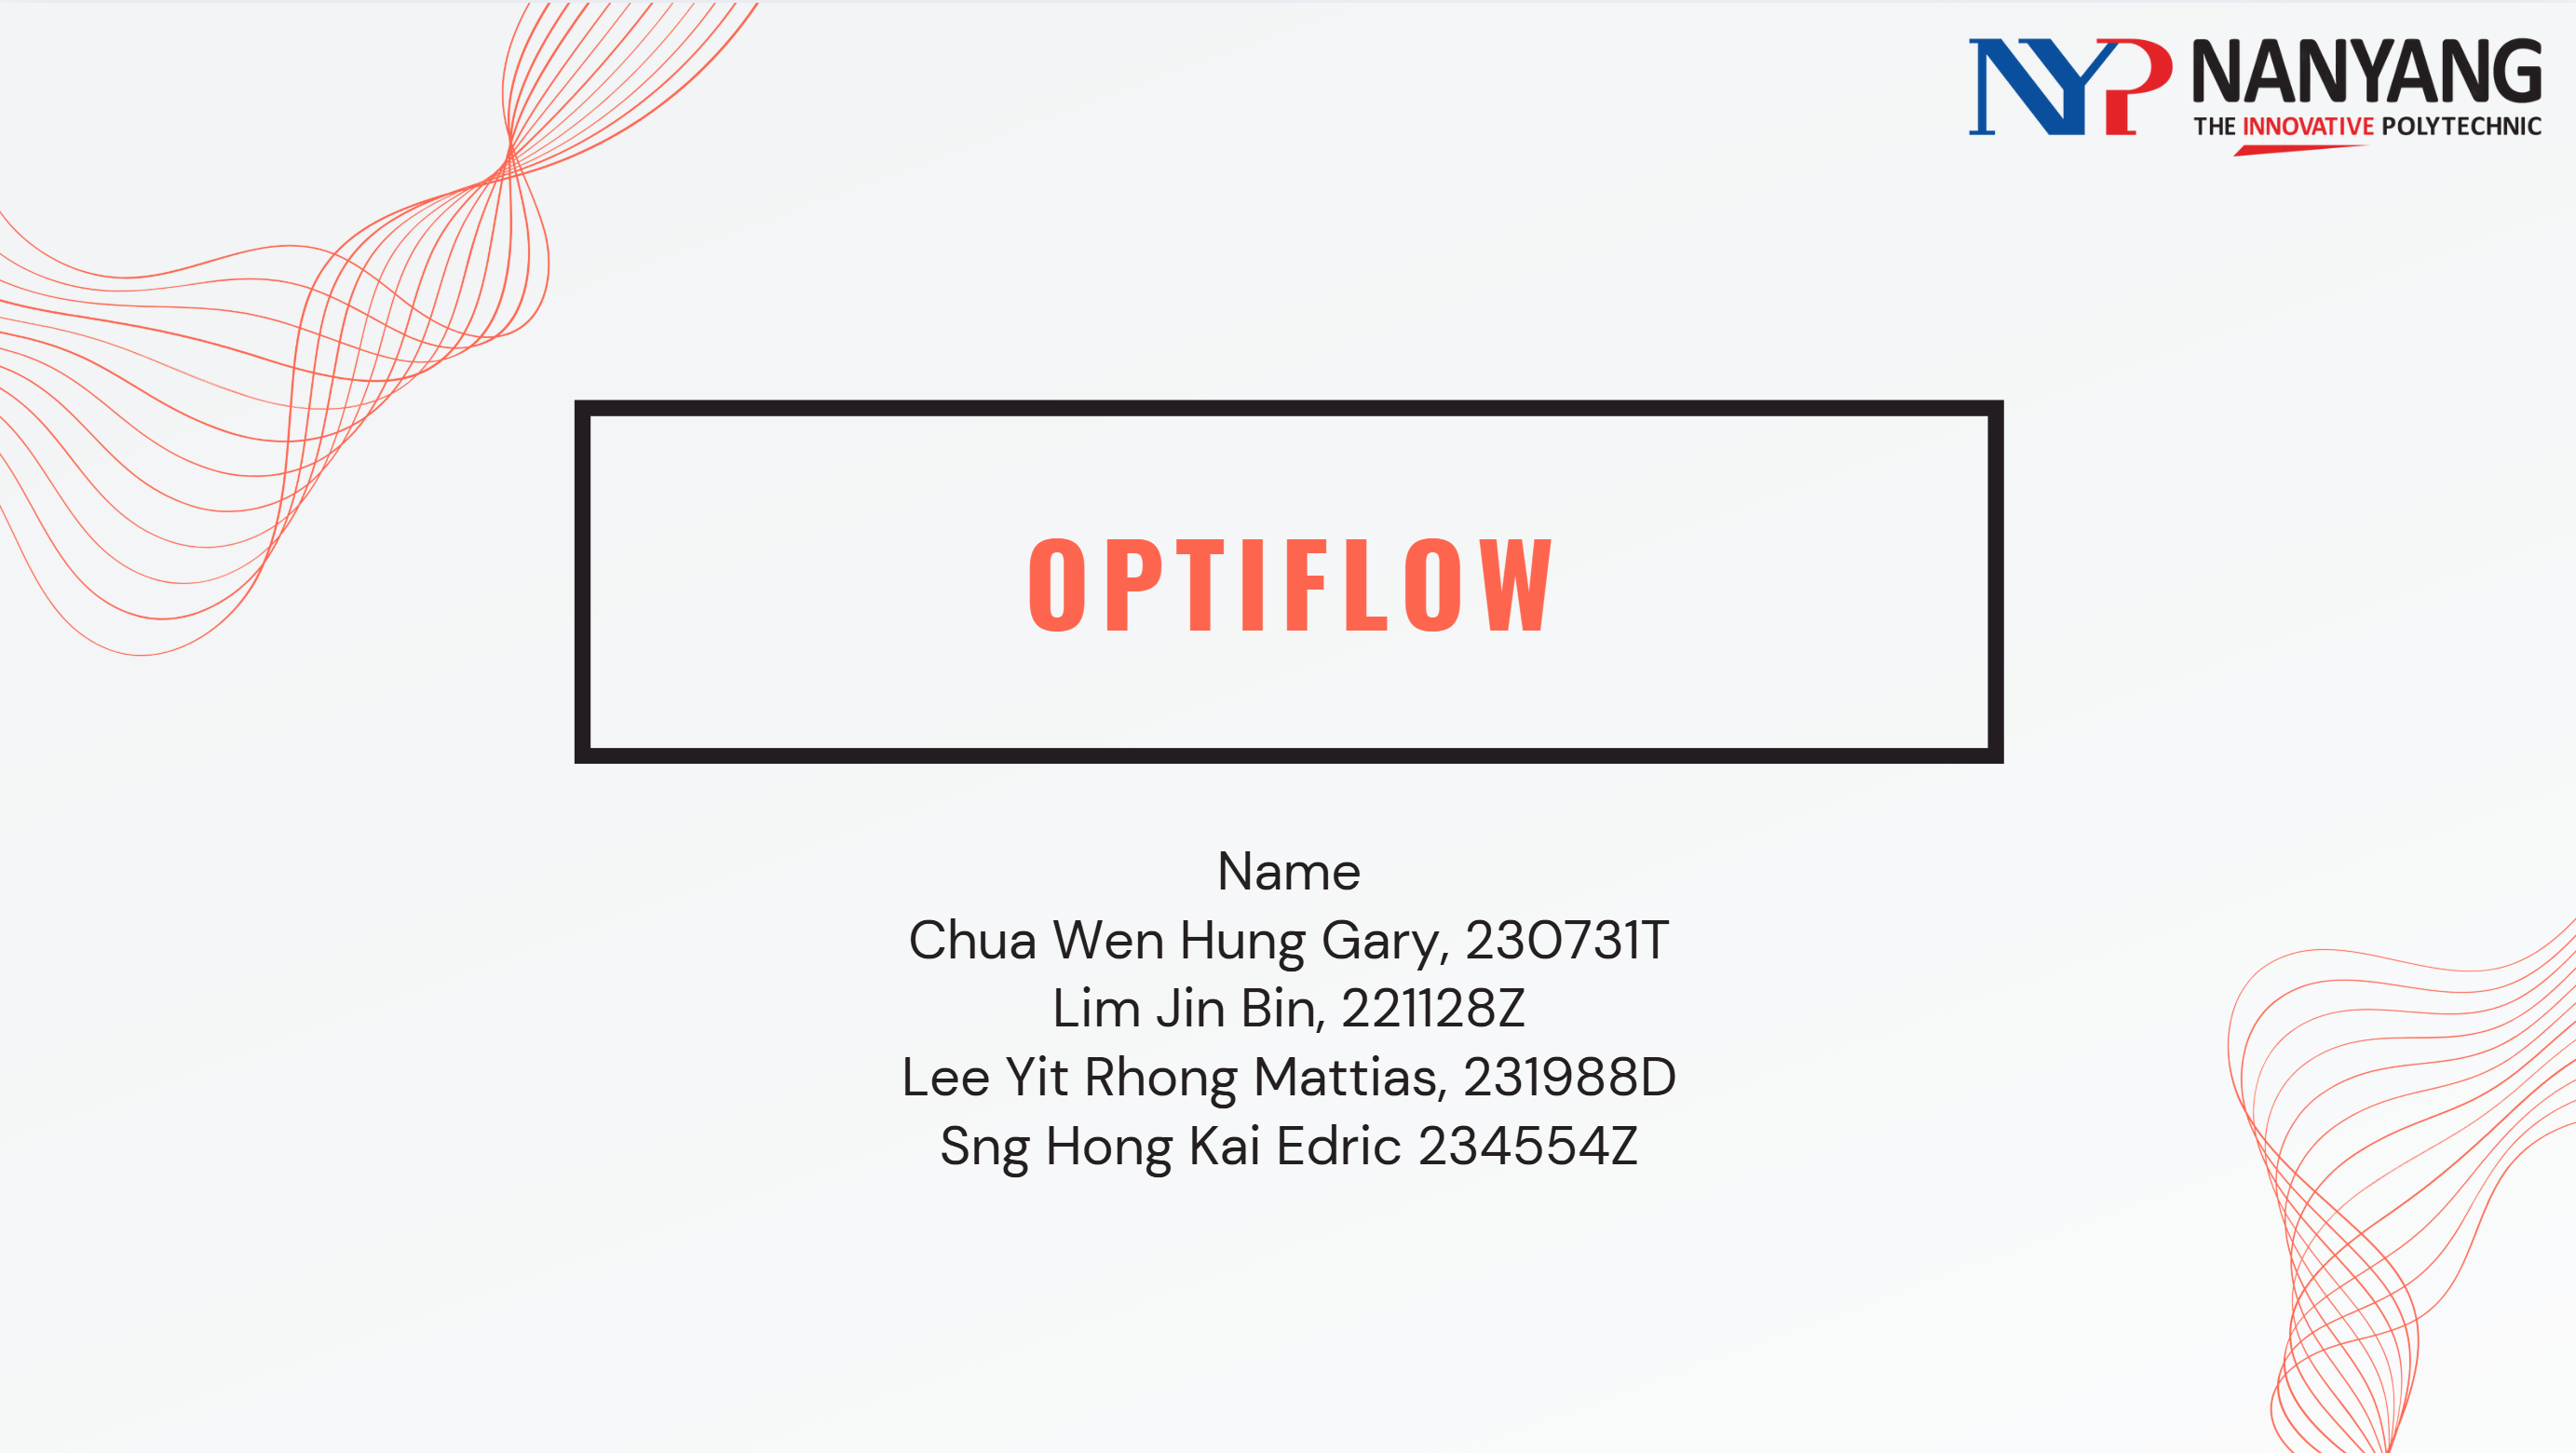 NYP NANYANG
THE INNOVATIVE POLYTECHNIC
OPTIFLOW
Name
Chua Wen Hung Gary, 230731T
Lim Jin Bin, 221128Z
Lee Yit Rhong Mattias, 231988D
Sng Hong Kai Edric 234554Z